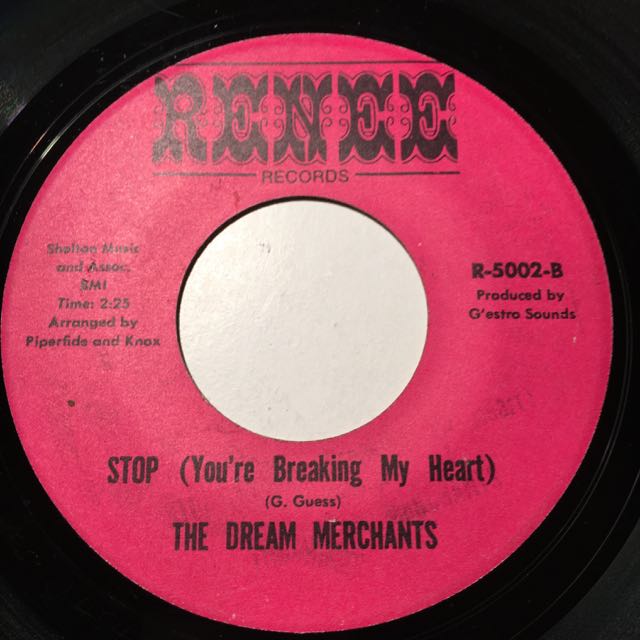 RENEE
RECORDS
Shelton Music
and Assoc.
BMI
Time: 2:25
Arranged by
Piperfide and Knox
R-5002-B
Produced by
G'estro Sounds
STOP (You're Breaking My Heart)
(G. Guess)
THE DREAM MERCHANTS